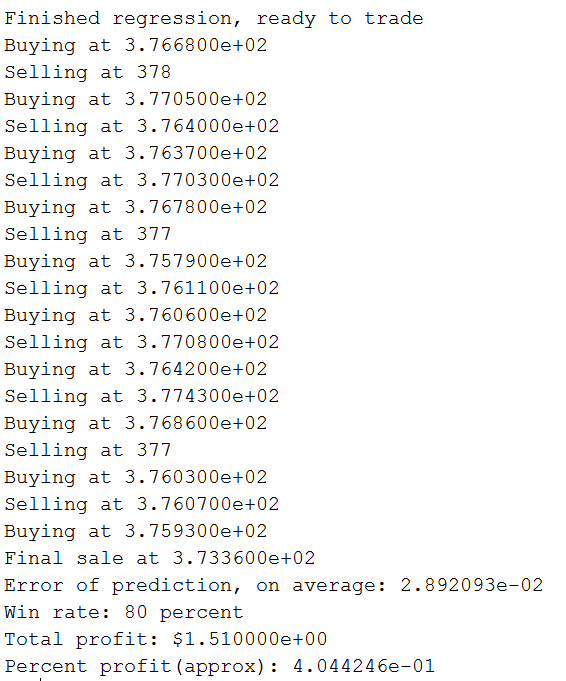 Finished regression, ready to trade
Buying at 3.766800e+02
Selling at 378
Buying at 3.770500e+02
Selling at 3.764000e+02
Buying at 3.763700e+02
Selling at 3.770300e+02
Buying at 3.767800e+02
Selling at 377
Buying at 3.757900e+02
Selling at 3.761100e+02
Buying at 3.760600e+02
Selling at 3.770800e+02
Buying at 3.764200e+02
Selling at 3.774300e+02
Buying at 3.768600e+02
Selling at 377
Buying at 3.760300e+02
Selling at 3.760700e+02
Buying at 3.759300e+02
Final sale at 3.733600e+02
Error of prediction, on average: 2.892093e-02
Win rate: 80 percent
Total profit: $1.510000e+00
Percent profit(approx): 4.044246e-01